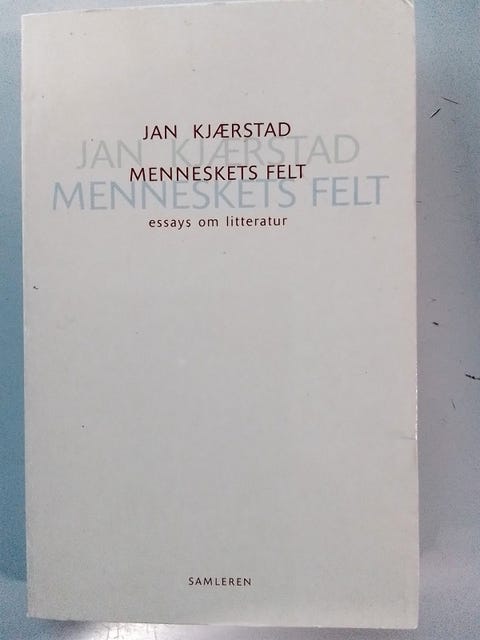 JAN KJÆRSTAD
JAN KJÆRSTAD
MENNESKETS FELT
MENNESKETS FELT
essays om litteratur
SAMLEREN